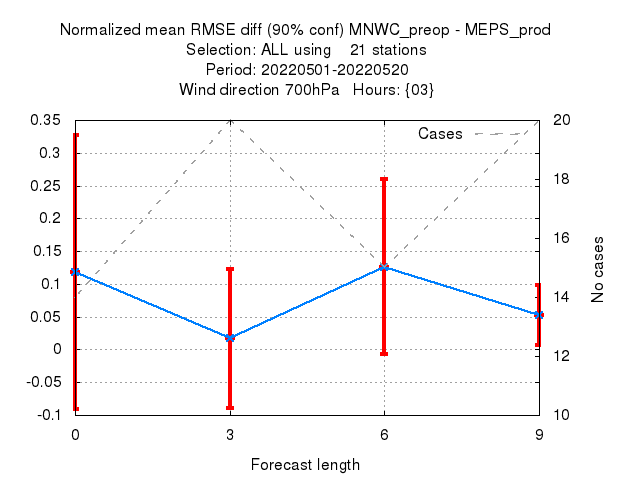 Normalized mean RMSE diff (90% conf) MNWC_preop - MEPS_prod
Selection: ALL using    21 stations
Period: 20220501-20220520
Wind direction 700hPa   Hours: {03}
Cases
0.35
0.3
0.25
0.2
0.15
0.1
0.05
0
-0.05
-0.1
20
18
16
14
12
10
No cases
0 3 6 9
Forecast length